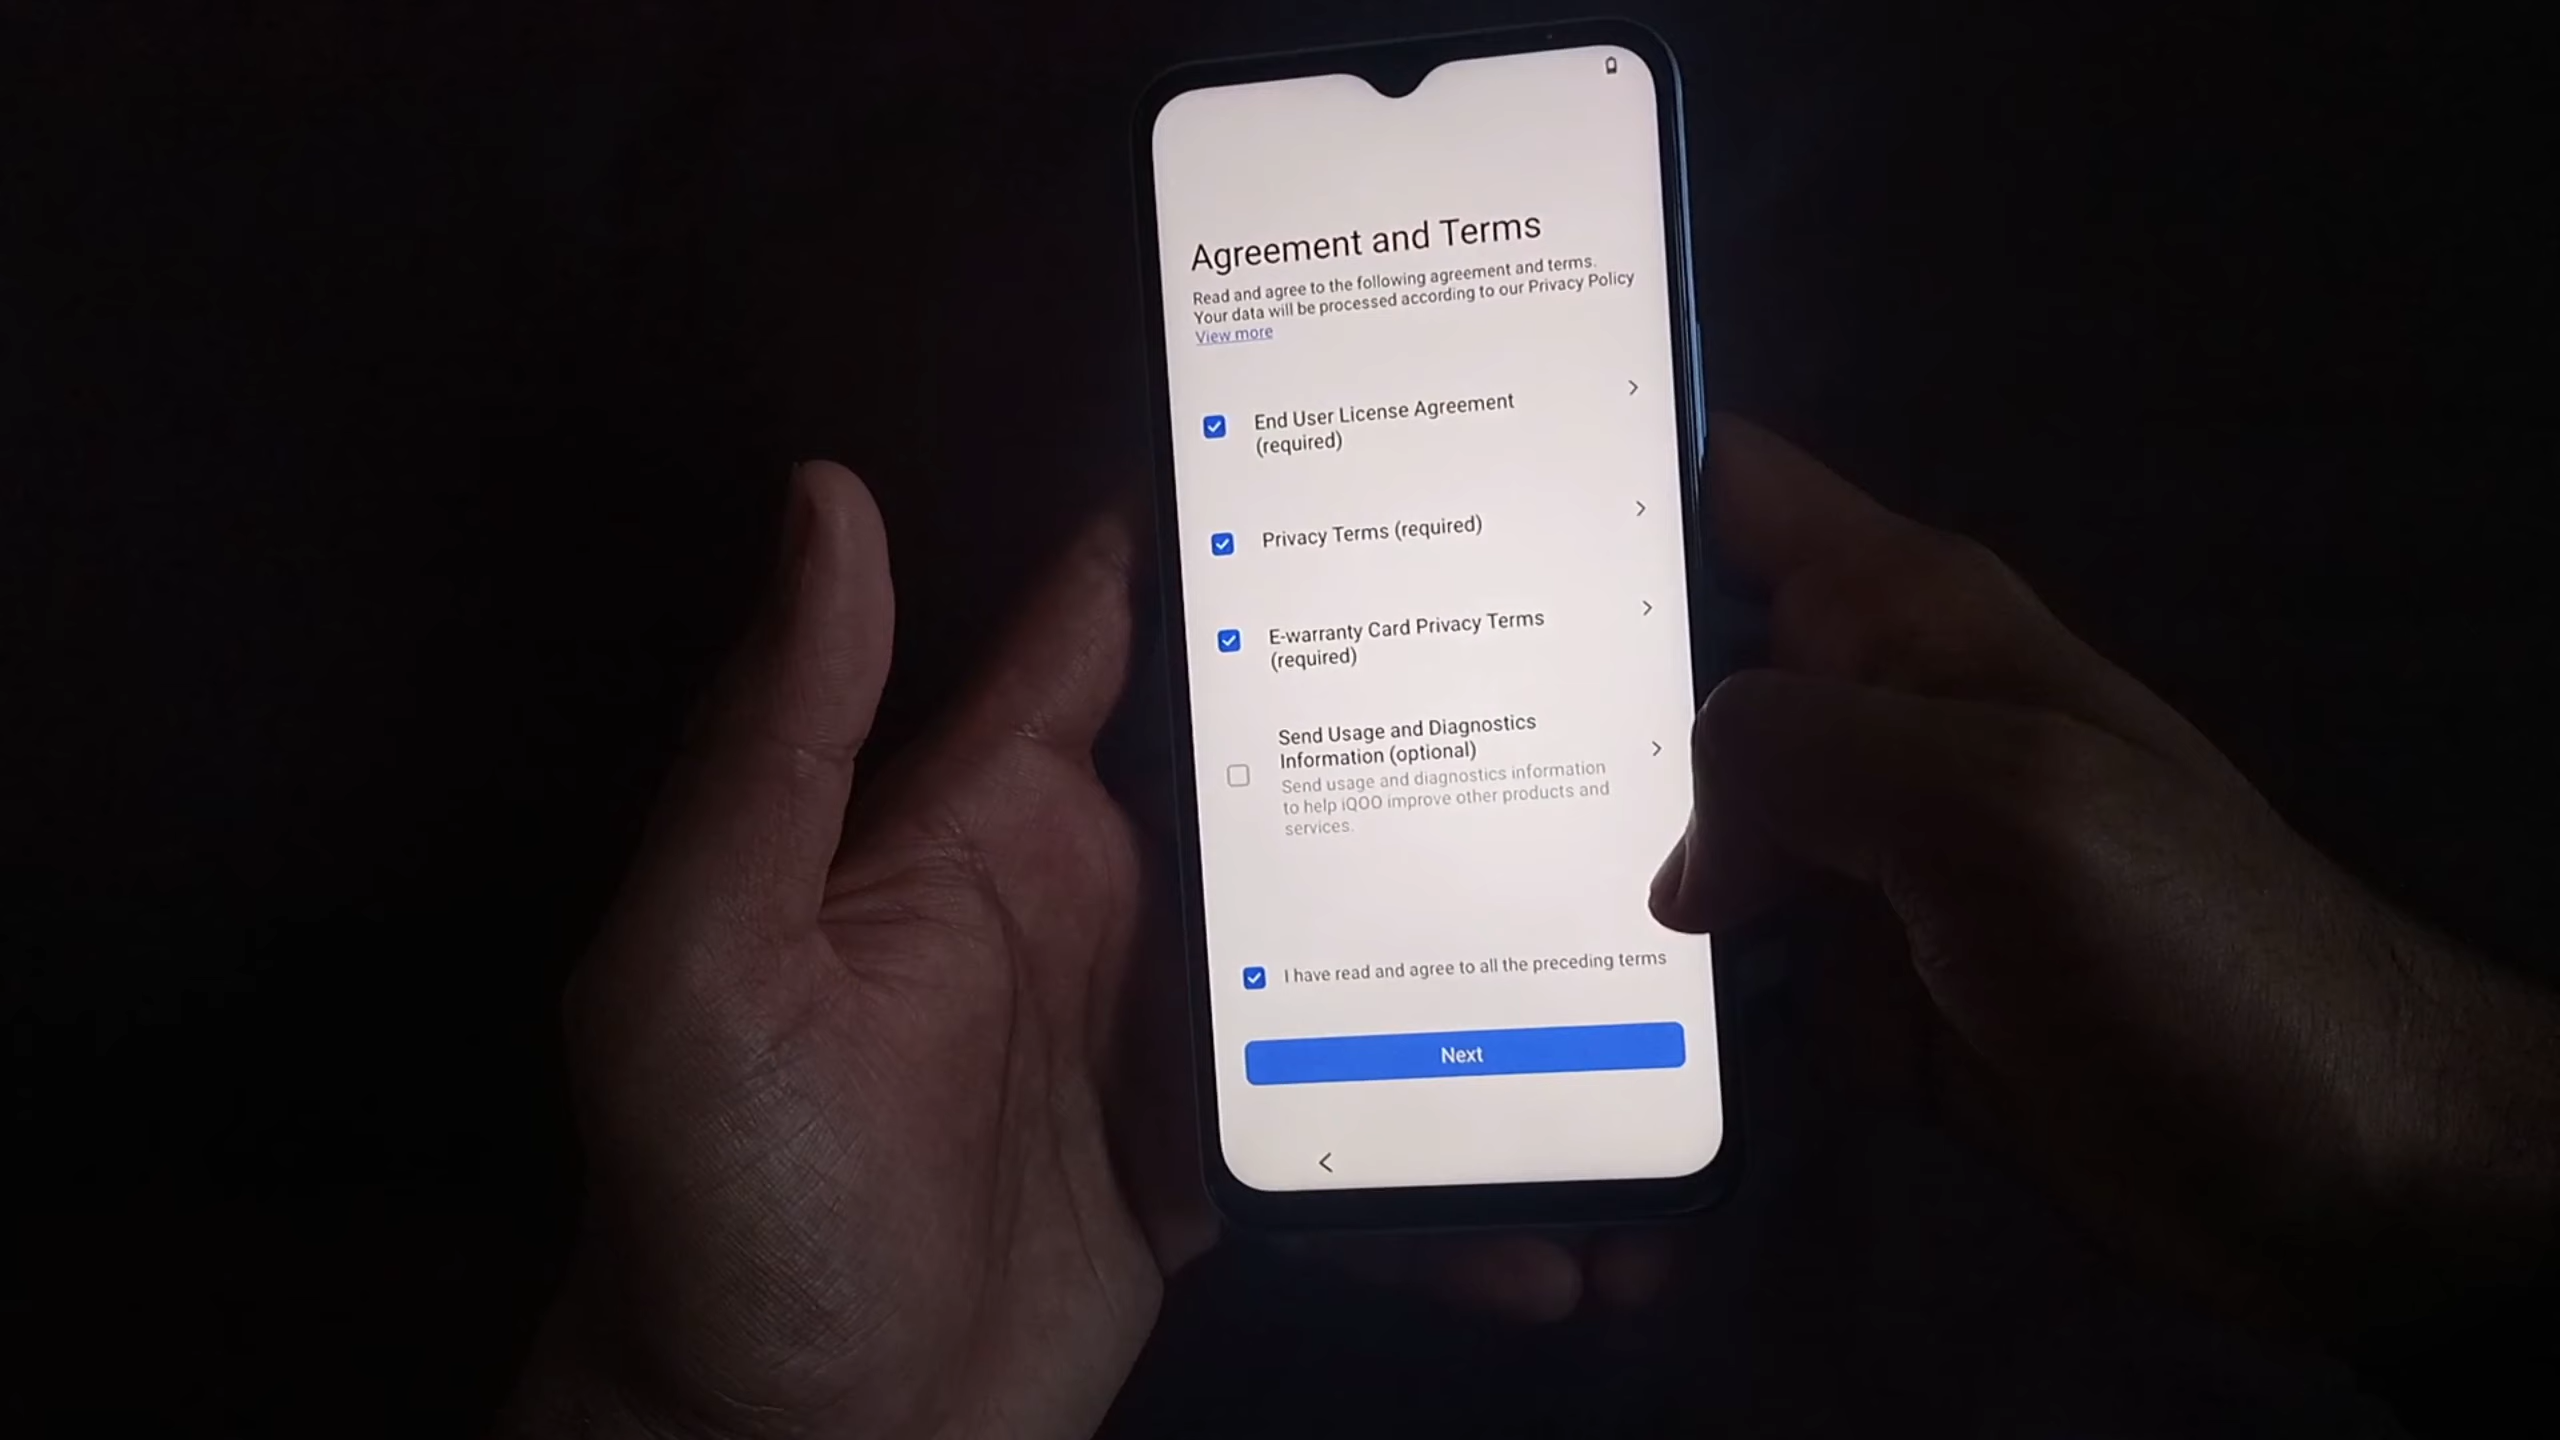 Agreement and Terms
Read and agree to the following agreement and terms.
Your data will be processed according to our Privacy Policy
View more
End User License Agreement
(required)
Privacy Terms (required)
E-warranty Card Privacy Terms
(required)
Send Usage and Diagnostics
Information (optional)
Send usage and diagnostics information
to help iQOO improve other products and
services.
I have read and agree to all the preceding terms
Next